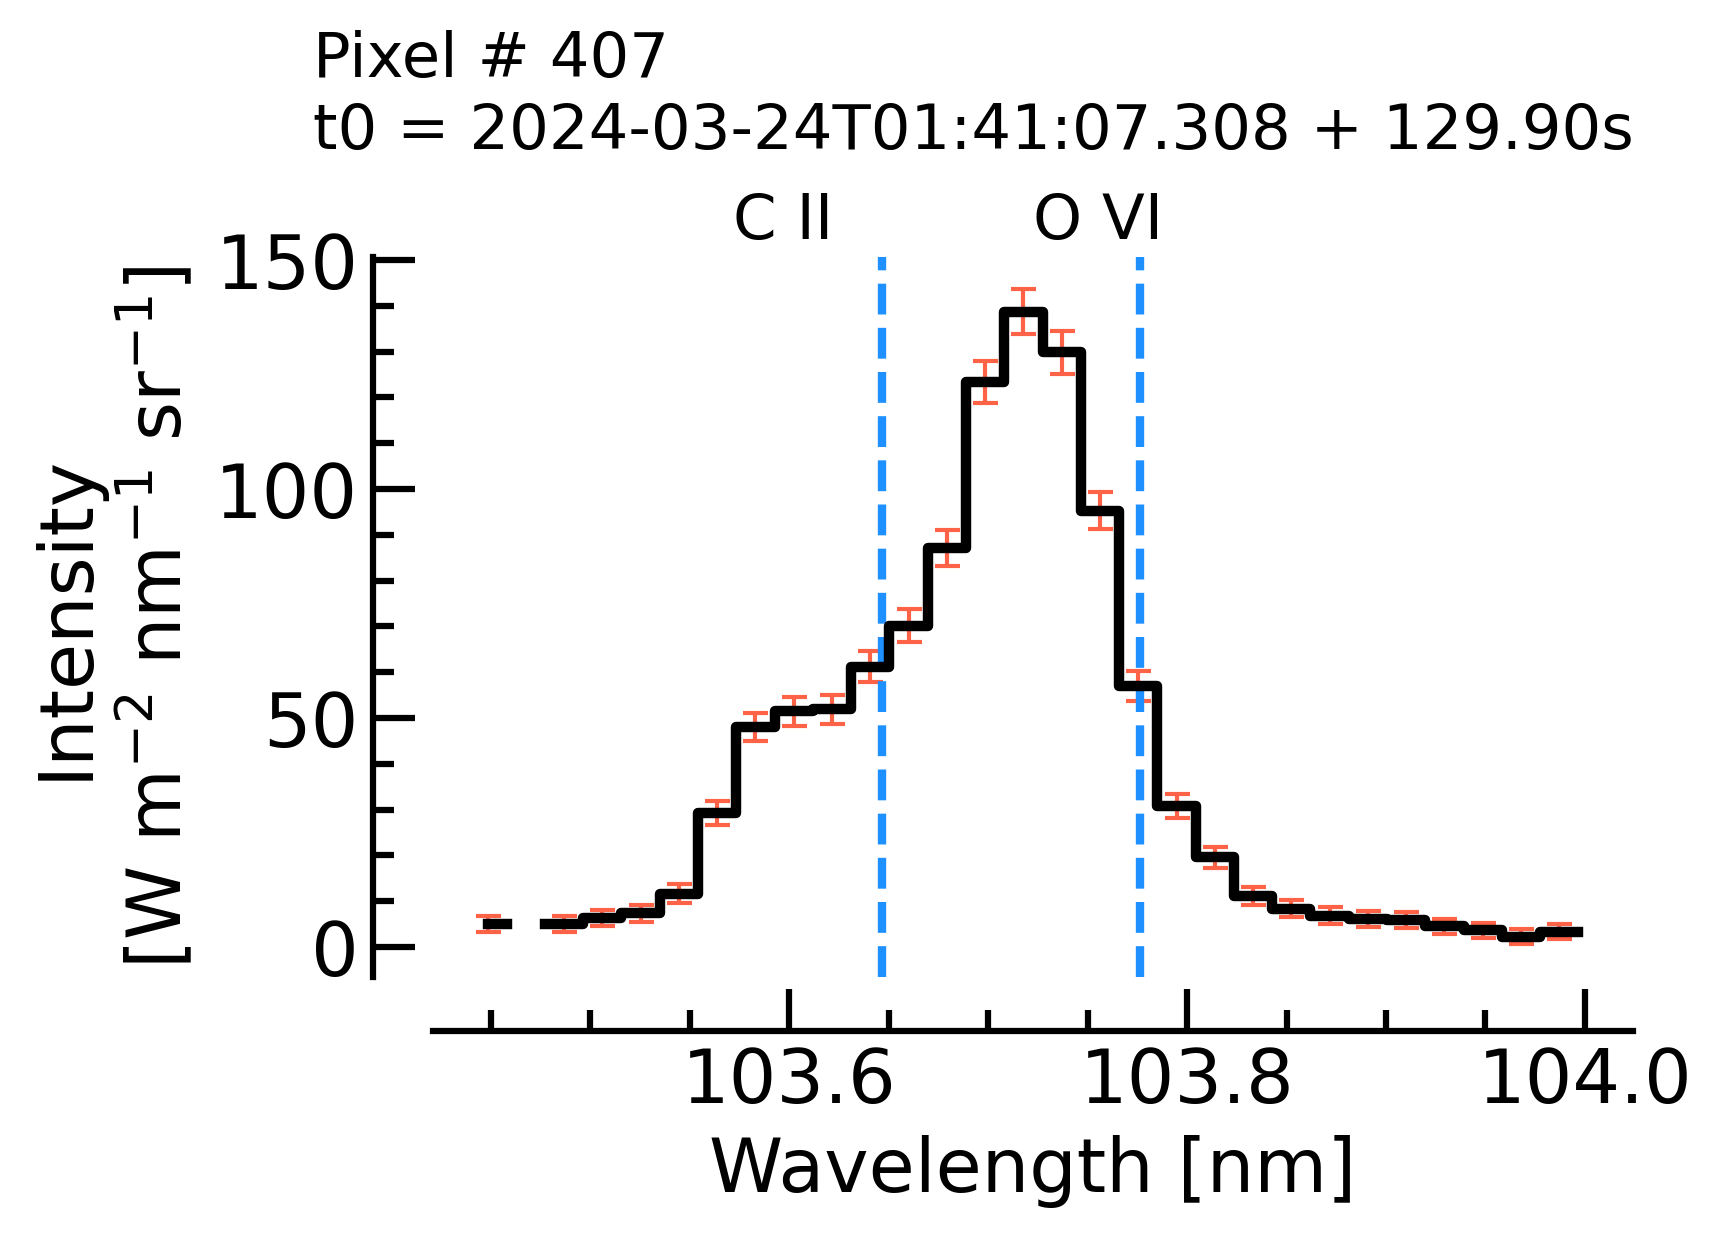 Pixel # 407
t0 = 2024-03-24T01:41:07.308 + 129.90s
C II
O VI
Intensity
[W m⁻² nm⁻¹ sr⁻¹]
150
100
50
0
103.6
103.8
104.0
Wavelength [nm]